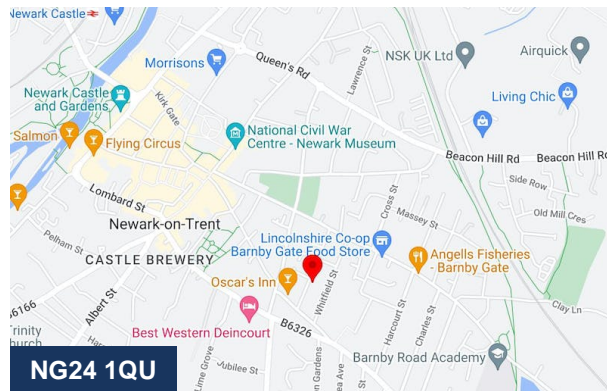 Newark Castle
Morrisons
Queen's Rd
Lawrence St
NSK UK Ltd
Airquick
Newark Castle
and Gardens
Kirk Gate
Living Chic
Salmon
Flying Circus
National Civil War
Centre - Newark Museum
Beacon Hill Rd
Beacon Hill Rd
Lombard St
Side Row
Cross St
Massey St
Old Mill Cres
Newark-on-Trent
Pelham St
Lincolnshire Co-op
Barnby Gate Food Store
CASTLE BREWERY
Angells Fisheries
- Barnby Gate
Oscar's Inn
Whitfield St
Albert St
B6166
Harcourt St
Charles St
Clay Ln
B6326
Best Western Deincourt
Trinity
Lime Grove
Jubilee St
Barnby Road Academy
NG24 1QU